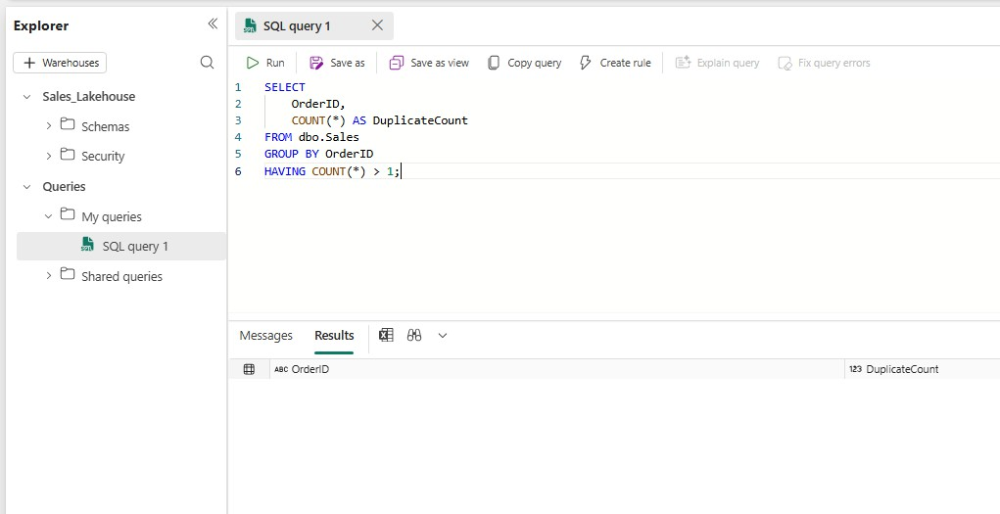 Explorer
SQL query 1
+ Warehouses
Run
Save as
Save as view
Copy query
Create rule
Explain query
Fix query errors
Sales_Lakehouse
Schemas
Security
Queries
My queries
SQL query 1
Shared queries
1 SELECT
2 OrderID,
3 COUNT(*) AS DuplicateCount
4 FROM dbo.Sales
5 GROUP BY OrderID
6 HAVING COUNT(*) > 1;
Messages
Results
ABC OrderID
123 DuplicateCount